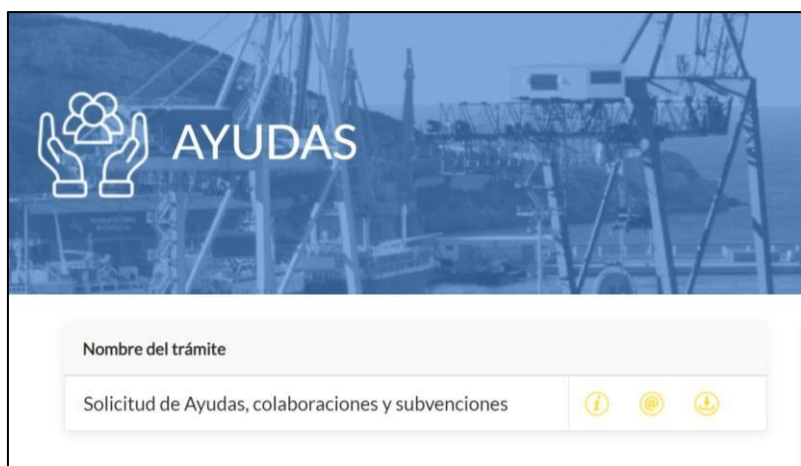 AYUDAS
Nombre del trámite
Solicitud de Ayudas, colaboraciones y subvenciones